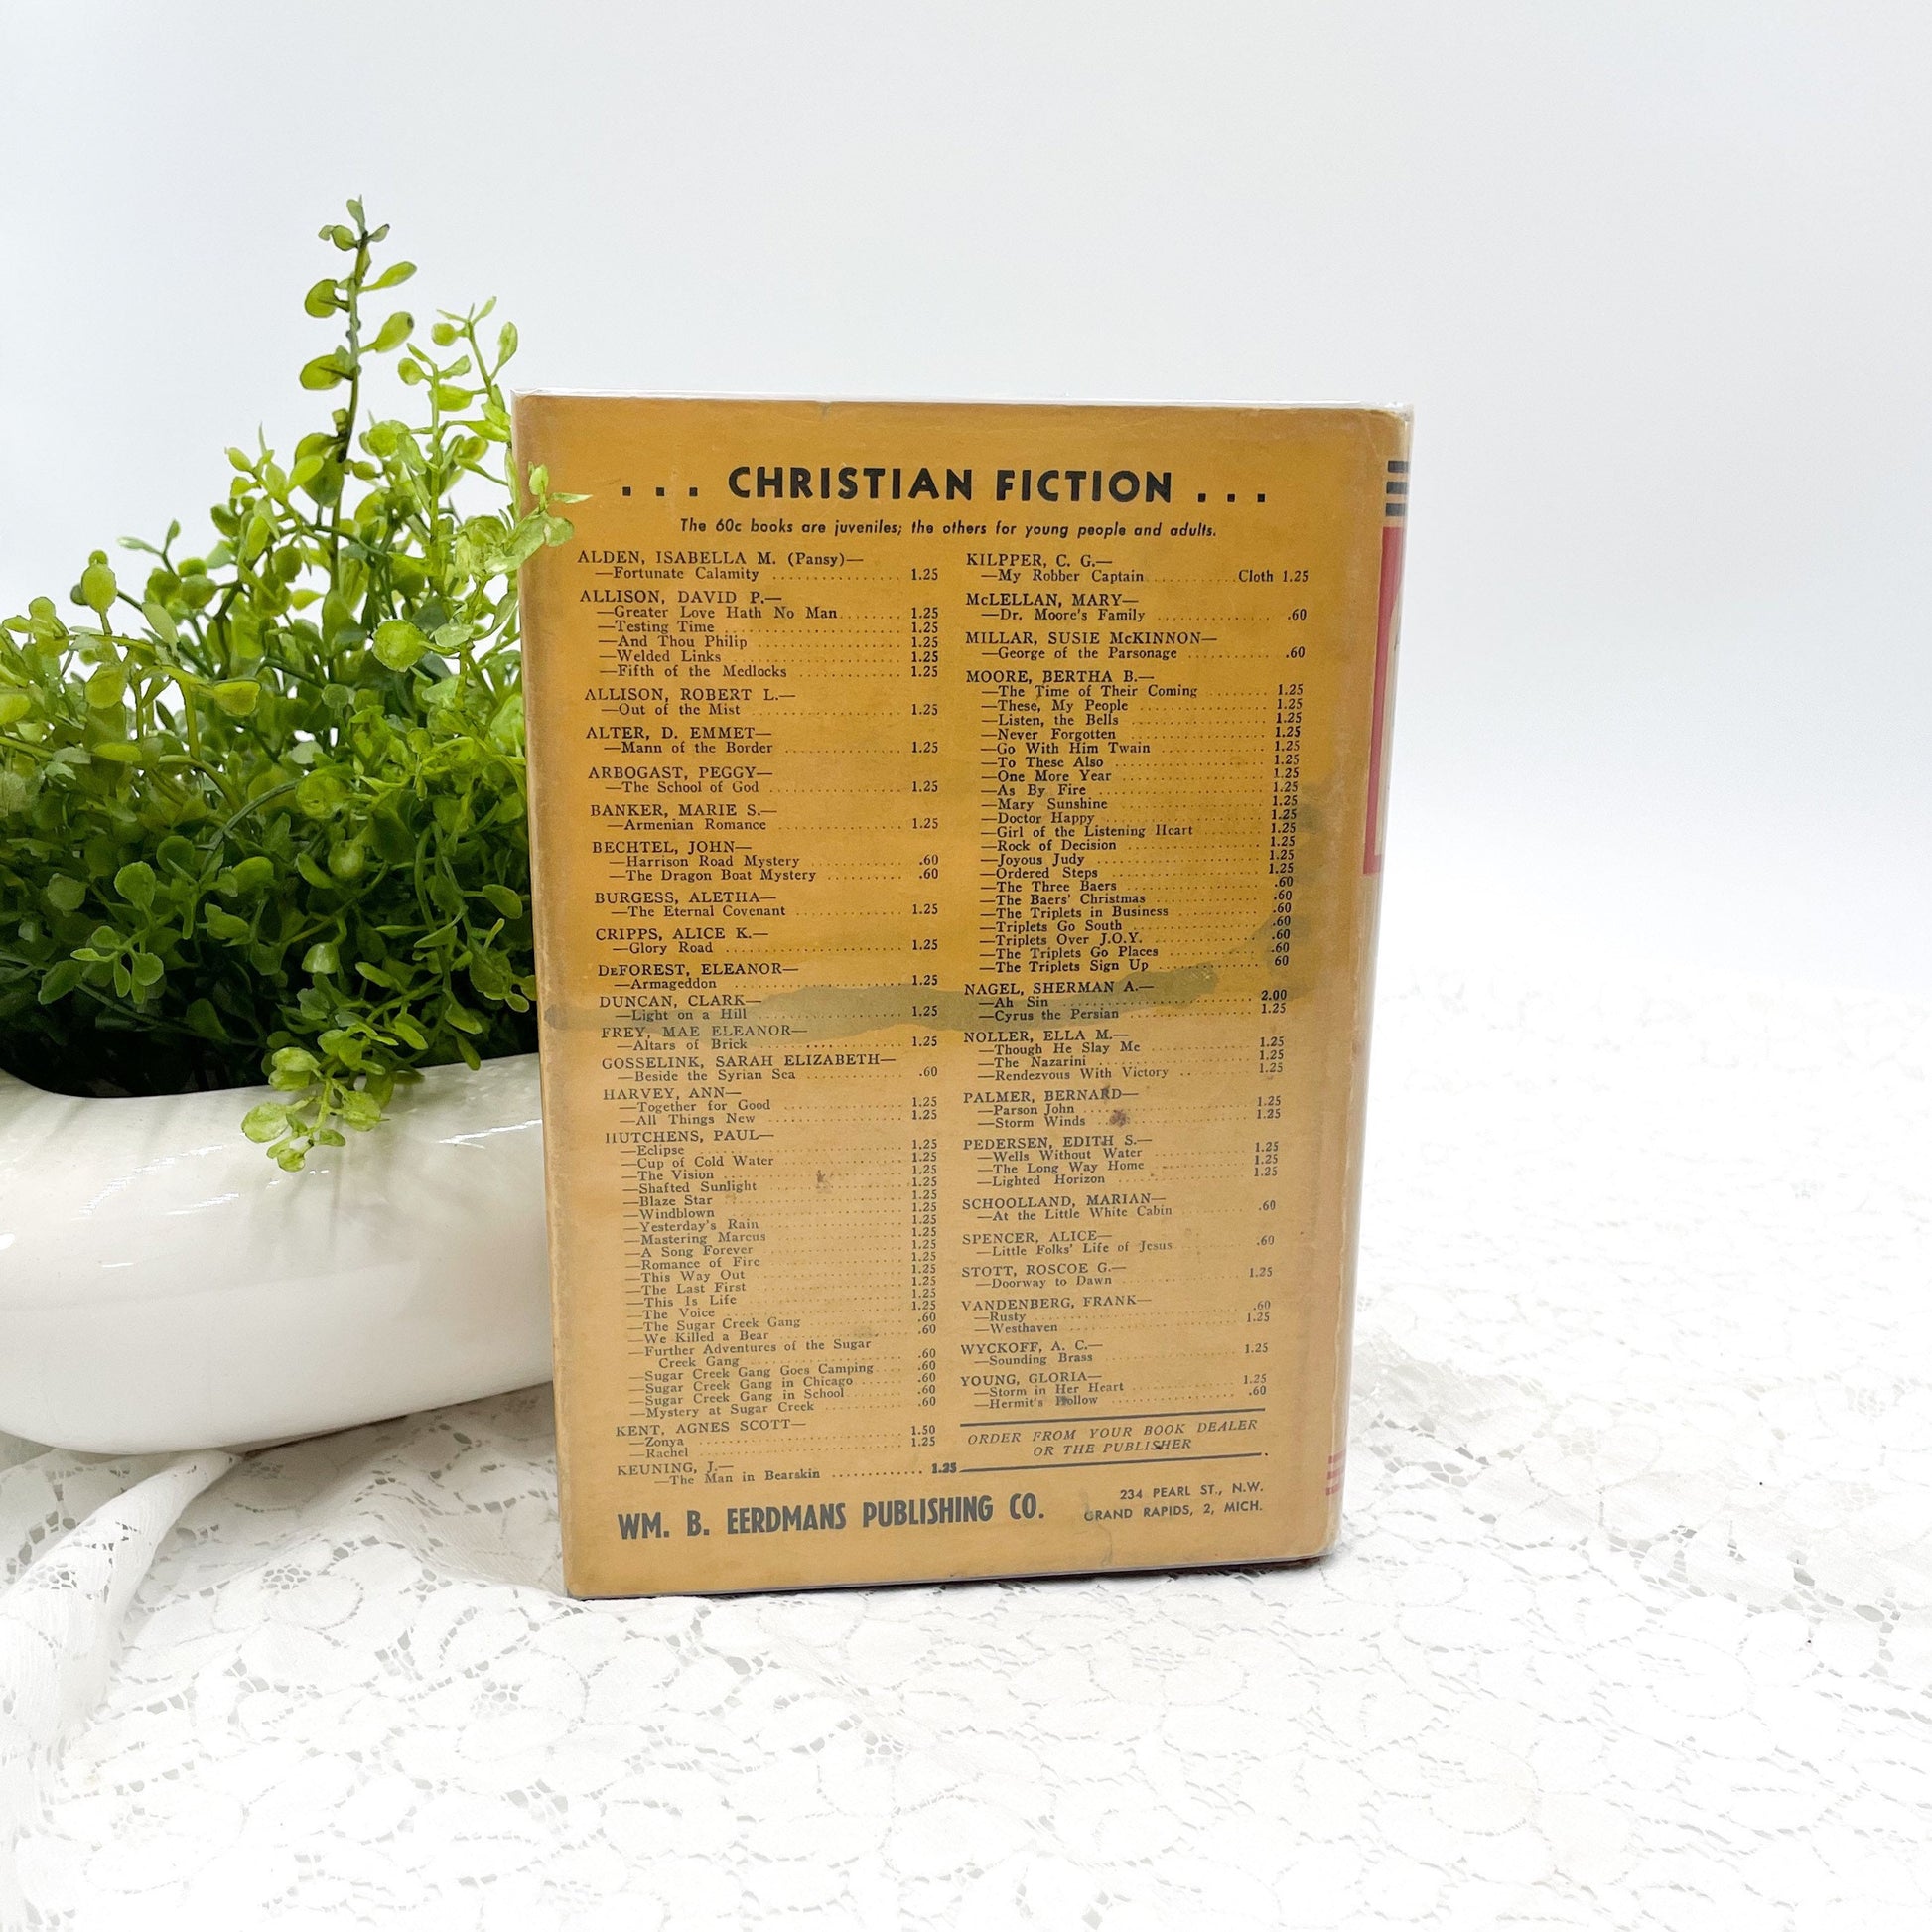 . . . CHRISTIAN FICTION . . .
The 60c books are juveniles; the others for young people and adults.
ALDEN, ISABELLA M. (Pansy)—
—Fortunate Calamity .................. 1.25
ALLISON, DAVID P.—
—Greater Love Hath No Man......... 1.25
—Testing Time ........................ 1.25
—And Thou Philip .................... 1.25
—Welded Links ....................... 1.25
—Fifth of the Medlocks .............. 1.25
ALLISON, ROBERT L.—
—Out of the Mist ..................... 1.25
ALTER, D. EMMET—
—Mann of the Border ................ 1.25
ARBOGAST, PEGGY—
—The School of God .................. 1.25
BANKER, MARIE S.—
—Armenian Romance ................. 1.25
BECHTEL, JOHN—
—Harrison Road Mystery ............ .60
—The Dragon Boat Mystery .......... .60
BURGESS, ALETHA—
—The Eternal Covenant .............. 1.25
CRIPPS, ALICE K.—
—Glory Road ......................... 1.25
DeFOREST, ELEANOR—
—Armageddon ........................ 1.25
DUNCAN, CLARK—
—Light on a Hill ..................... 1.25
FREY, MAE ELEANOR—
—Altars of Brick ..................... 1.25
GOSSELINK, SARAH ELIZABETH—
—Beside the Syrian Sea .............. .60
HARVEY, ANN—
—Together for Good .................. 1.25
—All Things New ..................... 1.25
HUTCHENS, PAUL—
—Eclipse ............................. 1.25
—Cup of Cold Water ................. 1.25
—The Vision ......................... 1.25
—Shafted Sunlight ................... 1.25
—Blaze Star ......................... 1.25
—Windblown ......................... 1.25
—Yesterday's Rain ................... 1.25
—Mastering Marcus .................. 1.25
—A Song Forever .................... 1.25
—Romance of Fire ................... 1.25
—This Way Out ...................... 1.25
—The Last First ..................... 1.25
—This Is Life ........................ 1.25
—The Voice .......................... 1.25
—The Sugar Creek Gang ............. .60
—We Killed a Bear ................... .60
—Further Adventures of the Sugar
Creek Gang ......................... .60
—Sugar Creek Gang Goes Camping.... .60
—Sugar Creek Gang in Chicago....... .60
—Sugar Creek Gang in School........ .60
—Mystery at Sugar Creek ............ .60
KENT, AGNES SCOTT—
—Zonya .............................. 1.50
—Rachel ............................. 1.25
KEUNING, J.—
—The Man in Bearskin ............ 1.25
KILPPER, C. G.—
—My Robber Captain...........Cloth 1.25
McLELLAN, MARY—
—Dr. Moore's Family ................ .60
MILLAR, SUSIE McKINNON—
—George of the Parsonage .......... .60
MOORE, BERTHA B.—
—The Time of Their Coming ........ 1.25
—These, My People .................. 1.25
—Listen, the Bells ................... 1.25
—Never Forgotten ................... 1.25
—Go With Him Twain ............... 1.25
—To These Also ..................... 1.25
—One More Year .................... 1.25
—As By Fire ......................... 1.25
—Mary Sunshine .................... 1.25
—Doctor Happy ..................... 1.25
—Girl of the Listening Heart ........ 1.25
—Rock of Decision .................. 1.25
—Joyous Judy ....................... 1.25
—Ordered Steps ..................... 1.25
—The Three Baers ................... .60
—The Baers' Christmas .............. .60
—The Triplets in Business ........... .60
—Triplets Go South .................. .60
—Triplets Over J.O.Y. ............... .60
—The Triplets Go Places ............. .60
—The Triplets Sign Up .............. 60
NAGEL, SHERMAN A.—
—Ah Sin ............................. 2.00
—Cyrus the Persian ................. 1.25
NOLLER, ELLA M.—
—Though He Slay Me ............... 1.25
—The Nazarini ...................... 1.25
—Rendezvous With Victory ......... 1.25
PALMER, BERNARD—
—Parson John ....................... 1.25
—Storm Winds ...................... 1.25
PEDERSEN, EDITH S.—
—Wells Without Water .............. 1.25
—The Long Way Home ............. 1.25
—Lighted Horizon ................... 1.25
SCHOOLLAND, MARIAN—
—At the Little White Cabin ......... .60
SPENCER, ALICE—
—Little Folks' Life of Jesus .......... .60
STOTT, ROSCOE G.—
—Doorway to Dawn ................. 1.25
VANDENBERG, FRANK—
—Rusty .............................. .60
—Westhaven ........................ 1.25
WYCKOFF, A. C.—
—Sounding Brass .................... 1.25
YOUNG, GLORIA—
—Storm in Her Heart ............... 1.25
—Hermit's Hollow ................... .60
ORDER FROM YOUR BOOK DEALER
OR THE PUBLISHER
WM. B. EERDMANS PUBLISHING CO.
234 PEARL ST., N.W.
GRAND RAPIDS, 2, MICH.